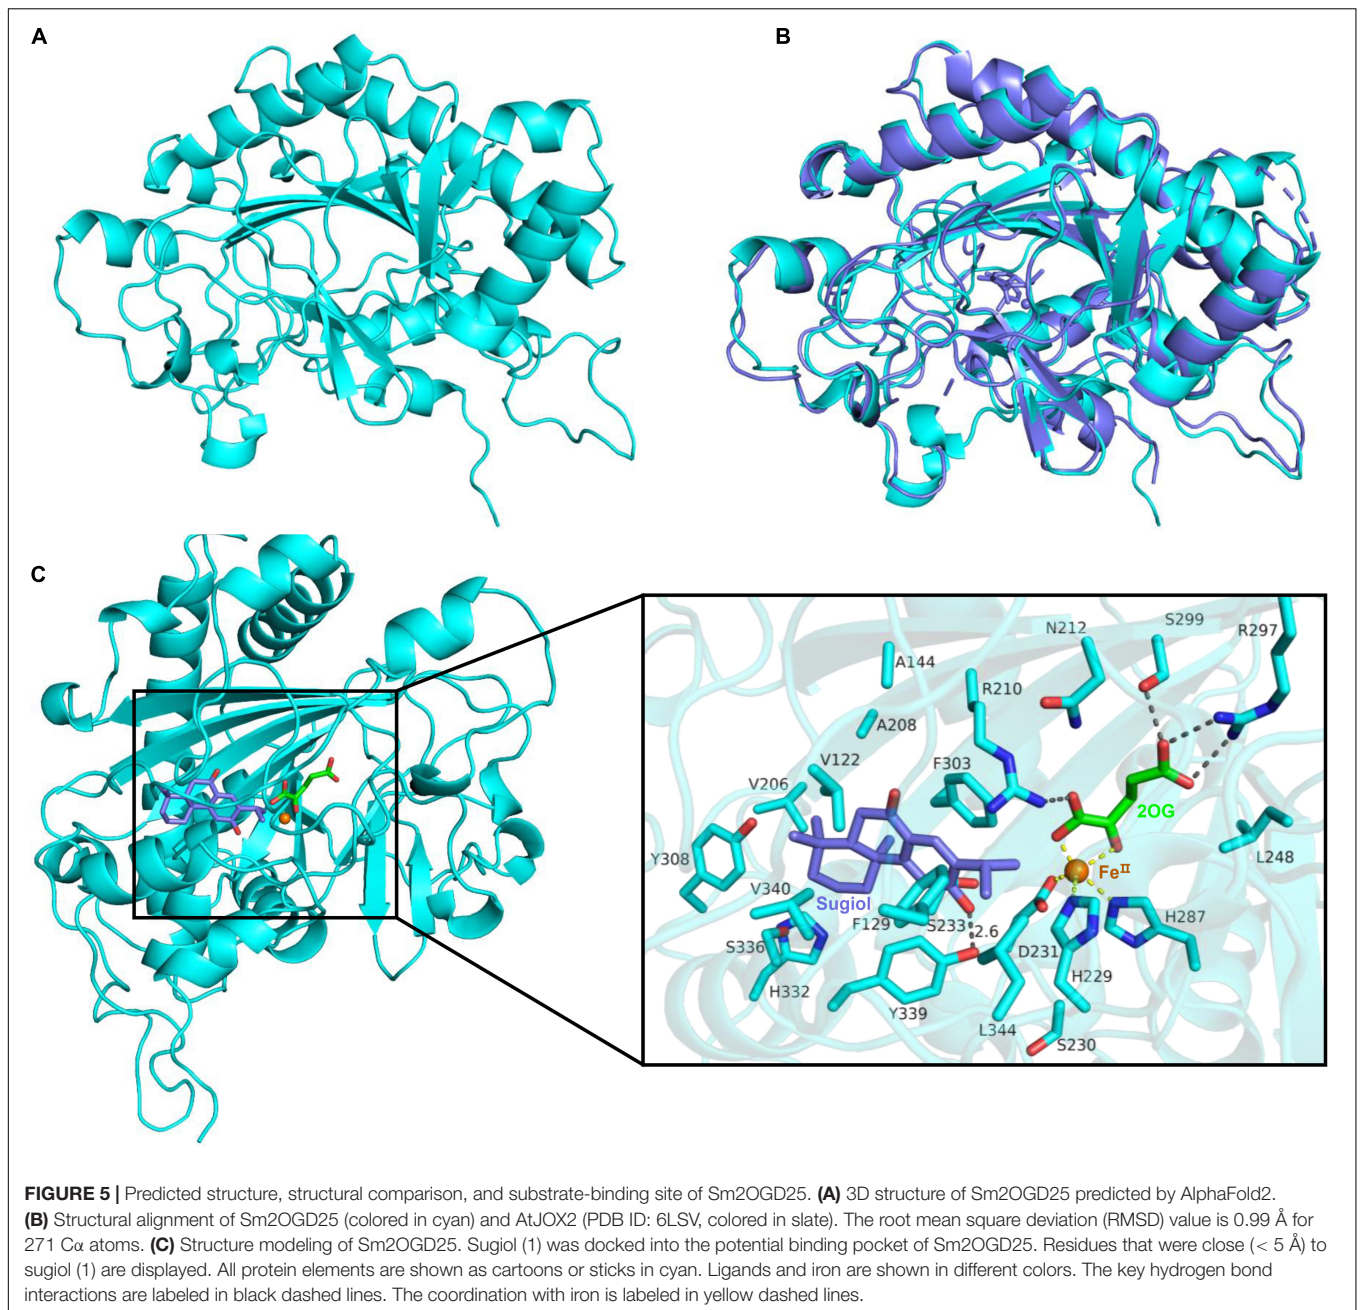 A
B
C
N212
S299
R297
A144
R210
A208
V122
F303
V206
2OG
L248
Y308
Fe^II
V340
Sugiol
F129
S233
2.6
H287
S336
D231
H229
H332
Y339
L344
S230
FIGURE 5 | Predicted structure, structural comparison, and substrate-binding site of Sm2OGD25. (A) 3D structure of Sm2OGD25 predicted by AlphaFold2.
(B) Structural alignment of Sm2OGD25 (colored in cyan) and AtJOX2 (PDB ID: 6LSV, colored in slate). The root mean square deviation (RMSD) value is 0.99 Å for
271 Cα atoms. (C) Structure modeling of Sm2OGD25. Sugiol (1) was docked into the potential binding pocket of Sm2OGD25. Residues that were close (< 5 Å) to
sugiol (1) are displayed. All protein elements are shown as cartoons or sticks in cyan. Ligands and iron are shown in different colors. The key hydrogen bond
interactions are labeled in black dashed lines. The coordination with iron is labeled in yellow dashed lines.